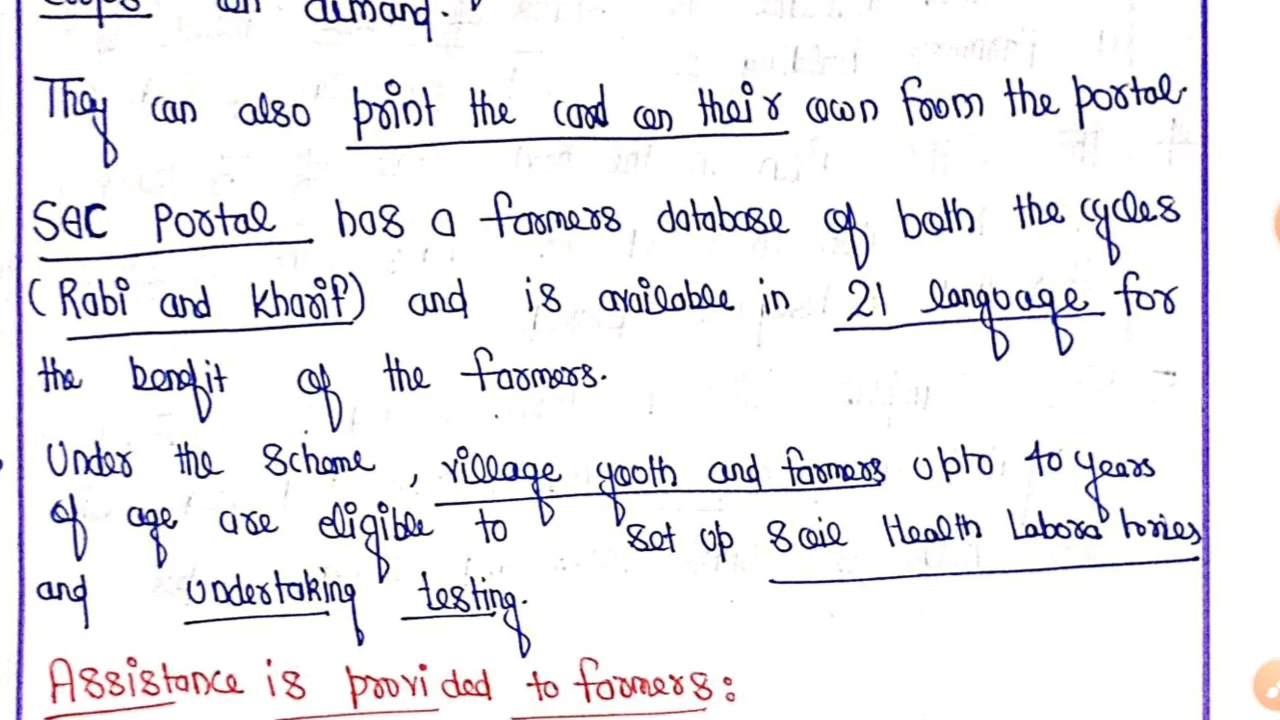 on demand.
They can also print the card on their own from the portal.
SHC Portal has a farmers database of both the cycles
(Rabi and Kharif) and is available in 21 language for
the benefit of the farmers.
Under the scheme, village youth and farmers upto 40 years
of age are eligible to set up Soil Health Laboratories
and undertaking testing.
Assistance is provided to farmers: